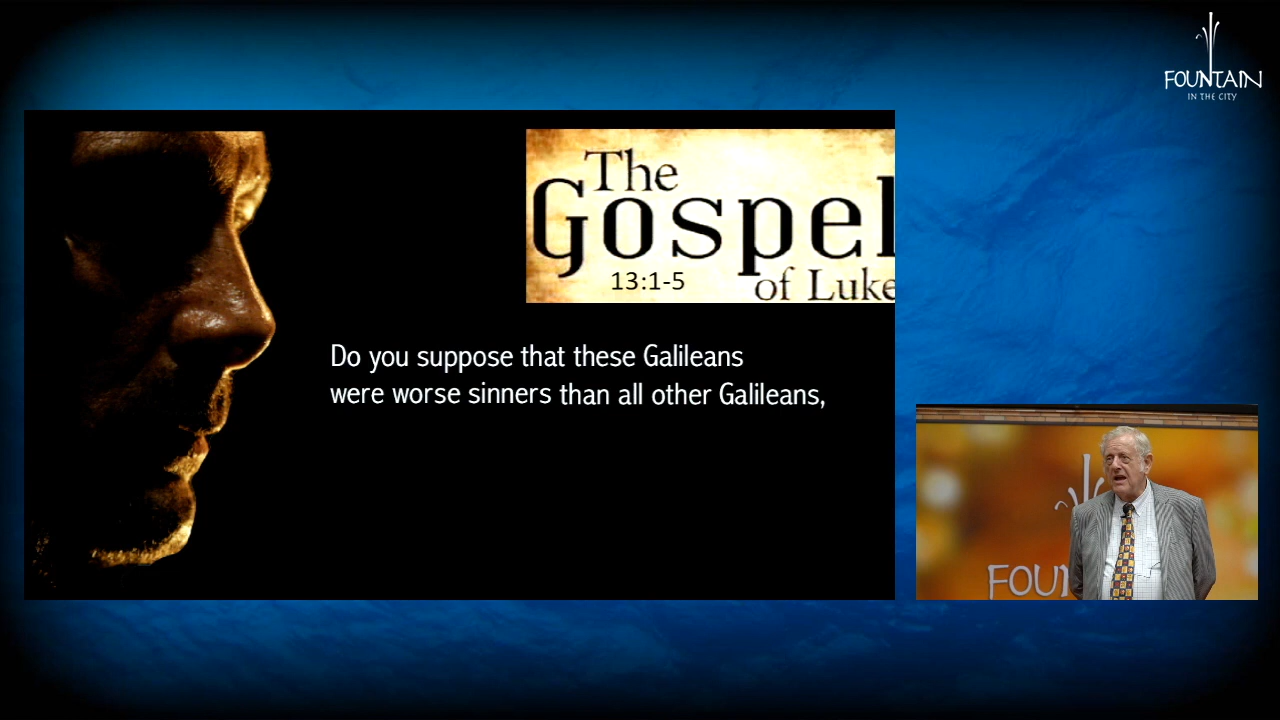 FOUNTAIN
IN THE CITY
The
Gospel
of Luke
13:1-5
Do you suppose that these Galileans
were worse sinners than all other Galileans,
FOUN